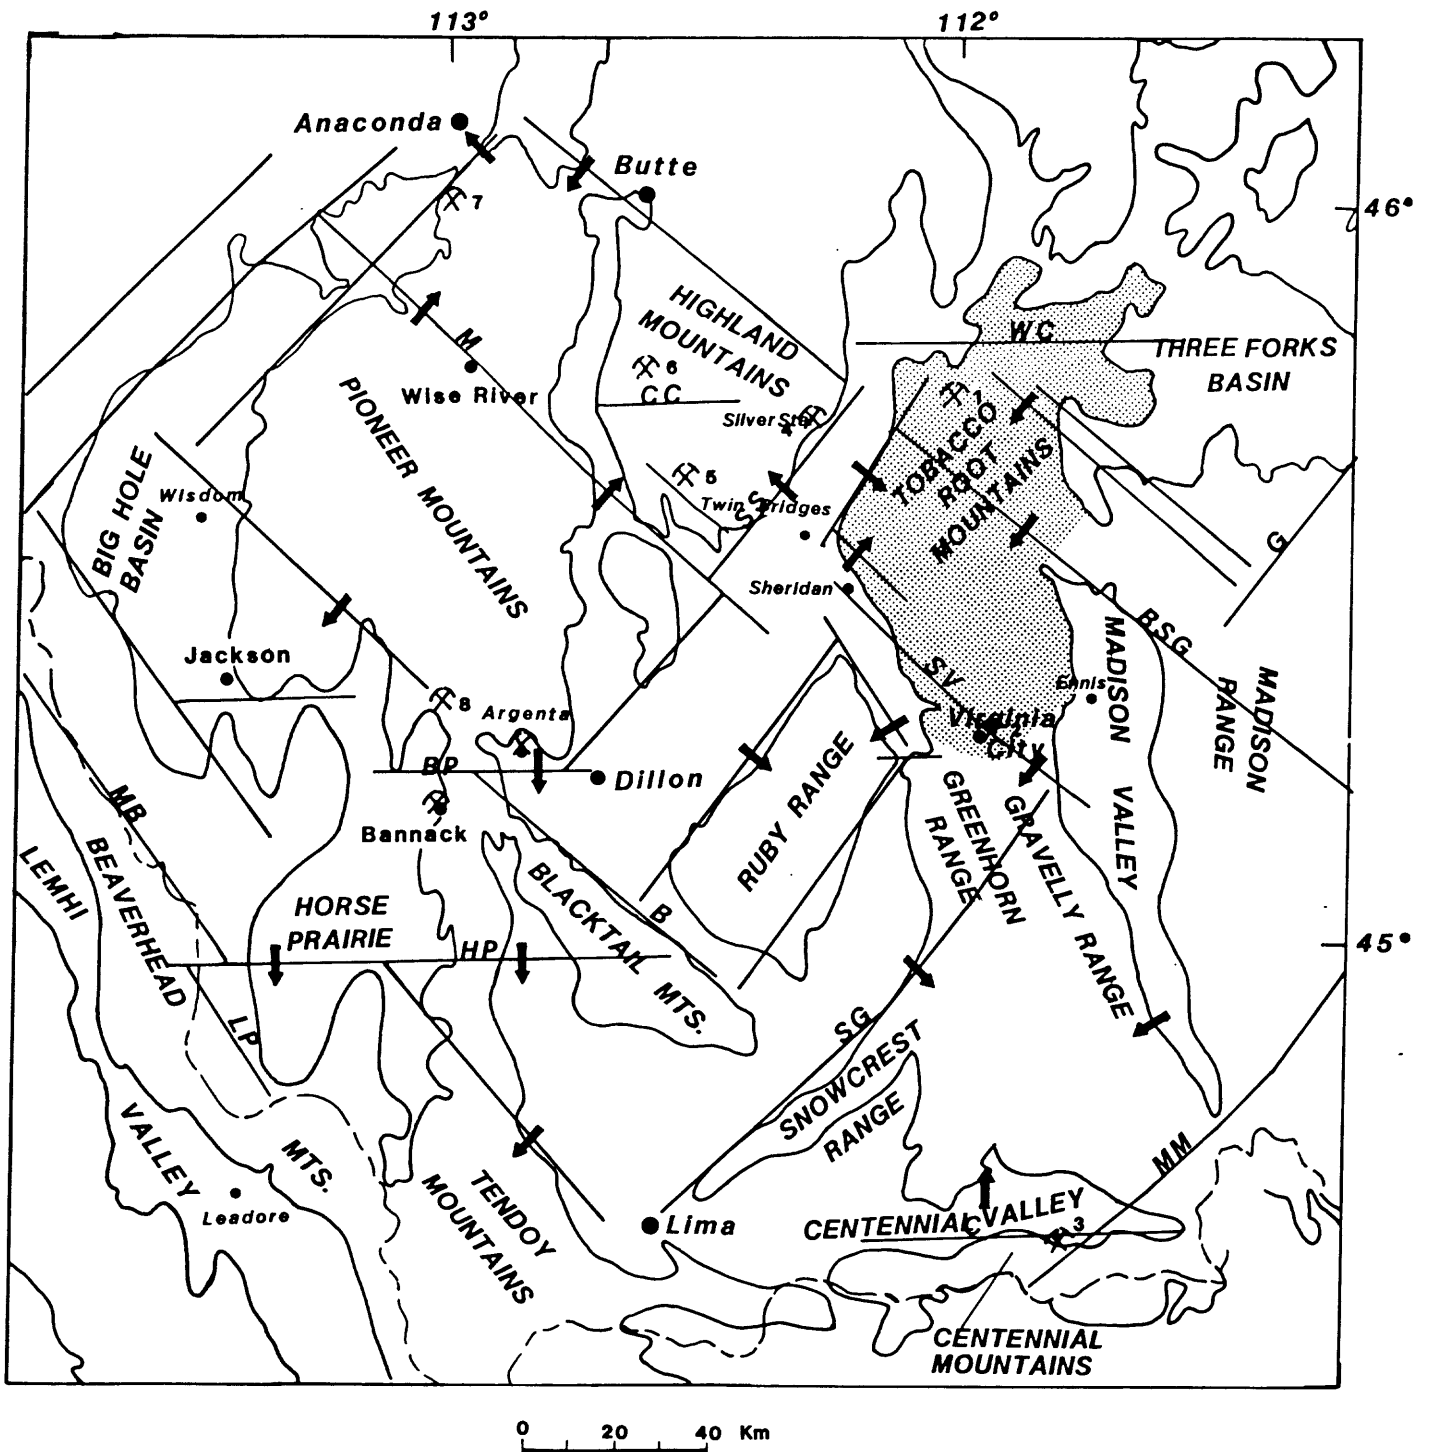 113°
112°
Anaconda
Butte
46°
7
HIGHLAND
MOUNTAINS
M
WC
THREE FORKS
BASIN
6
CC
Wise River
1
Silver Star
4
PIONEER MOUNTAINS
TOBACCO
ROOT
MOUNTAINS
BIG HOLE
BASIN
Wisdom
5
Twin Bridges
SS
G
Sheridan
BSG
Jackson
SV
MADISON
VALLEY
Ennis
MADISON
RANGE
8
Argenta
Virginia
City
2
BP
Dillon
MB
Bannack
RUBY RANGE
GREENHORN
RANGE
GRAVELLY RANGE
LEMHI
VALLEY
BEAVERHEAD
MTS.
HORSE
PRAIRIE
BLACKTAIL MTS.
B
HP
45°
LP
SG
SNOWCREST
RANGE
MM
TENDOY
MOUNTAINS
Leadore
Lima
CENTENNIAL VALLEY
C
3
CENTENNIAL
MOUNTAINS
0 20 40 Km